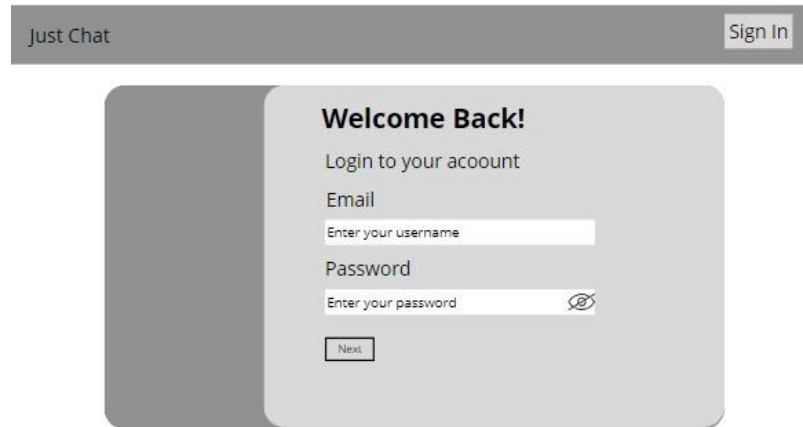 Just Chat
Sign In
Welcome Back!
Login to your acoount
Email
Enter your username
Password
Enter your password
Next